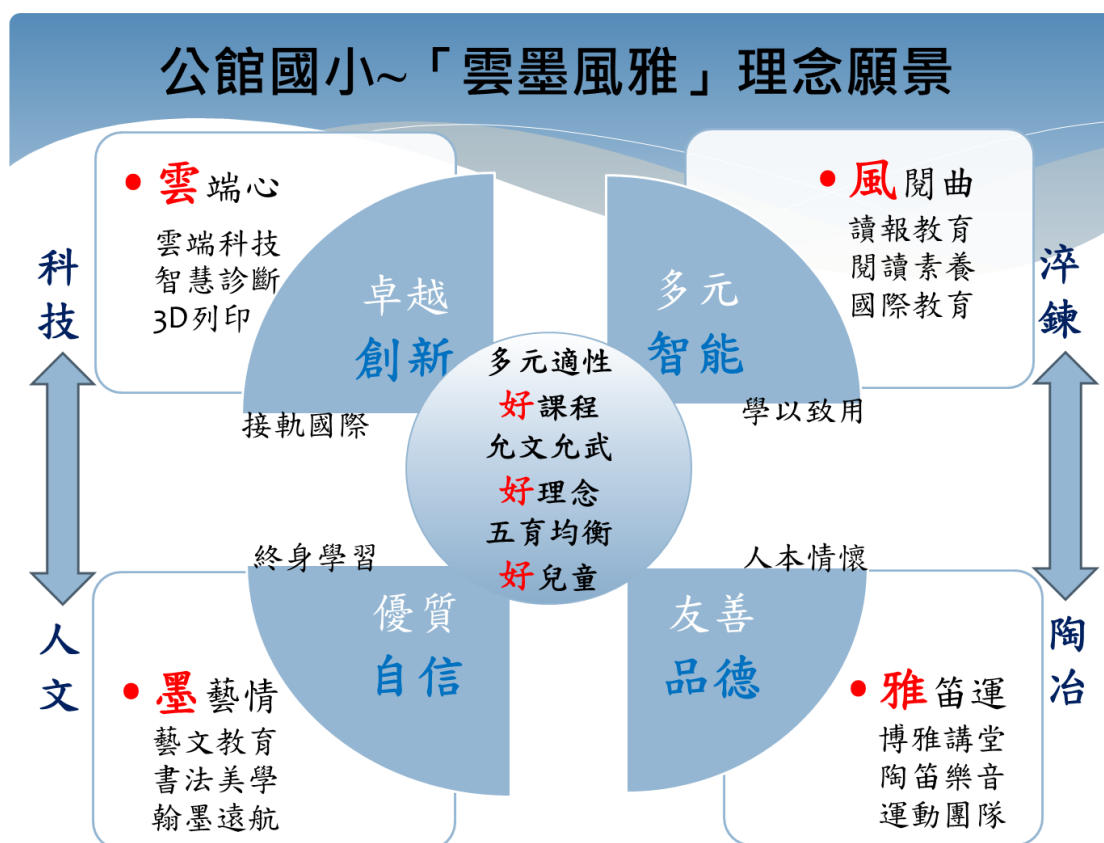 公館國小~「雲墨風雅」理念願景
• 雲端心
雲端科技
智慧診斷
3D列印
卓越
創新
接軌國際
• 風閱曲
讀報教育
閱讀素養
國際教育
多元
智能
學以致用
科技
人文
淬鍊
陶冶
多元適性
好課程
允文允武
好理念
五育均衡
好兒童
終身學習
優質
自信
• 墨藝情
藝文教育
書法美學
翰墨遠航
人本情懷
友善
品德
• 雅笛運
博雅講堂
陶笛樂音
運動團隊